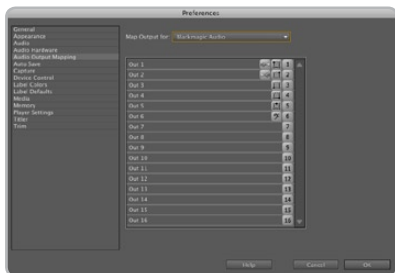 Preferences
General
Appearance
Audio
Audio Hardware
Audio Output Mapping
Auto Save
Capture
Device Control
Label Colors
Label Defaults
Media
Memory
Player Settings
Titler
Trim
Map Output for: Blackmagic Audio
Out 1 1
Out 2 2
Out 3 3
Out 4 4
Out 5 5
Out 6 6
Out 7 7
Out 8 8
Out 9 9
Out 10 10
Out 11 11
Out 12 12
Out 13 13
Out 14 14
Out 15 15
Out 16 16
Help Cancel OK